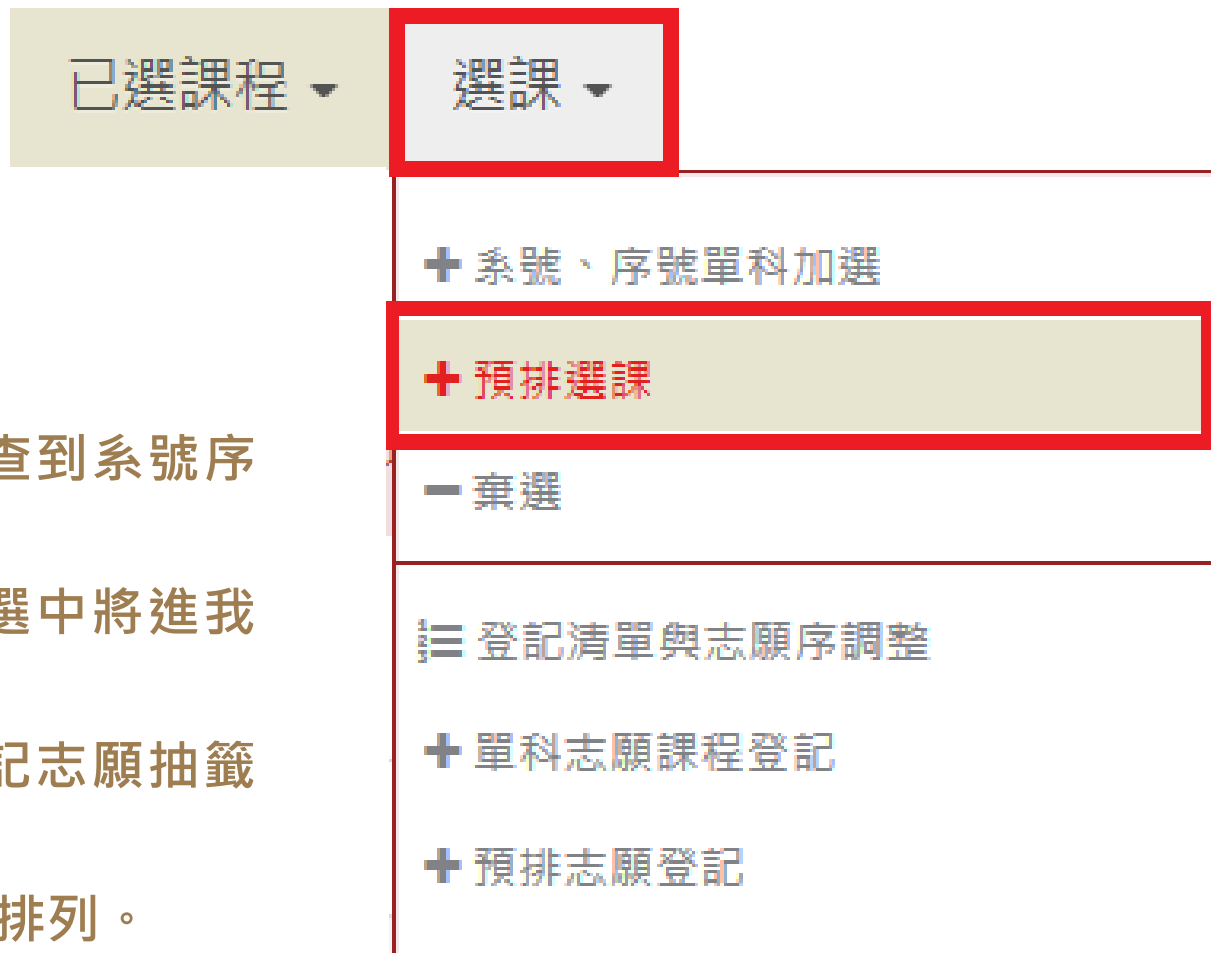 已選課程 選課
系號、序號單科加選
預排選課
棄選
登記清單與志願序調整
單科志願課程登記
預排志願登記
查到系號序
選中將進我
記志願抽籤
排列。